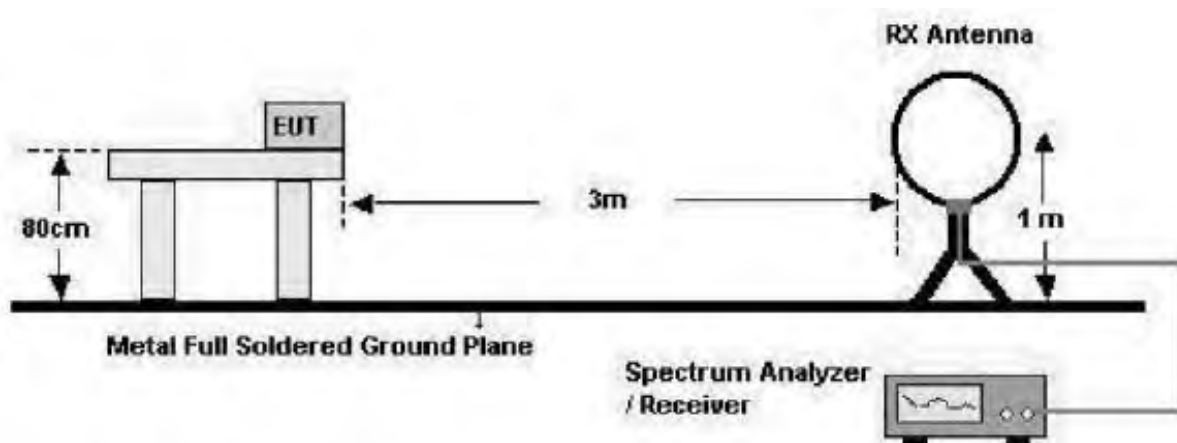 RX Antenna
EUT
80cm
3m
1 m
Metal Full Soldered Ground Plane
Spectrum Analyzer
/ Receiver